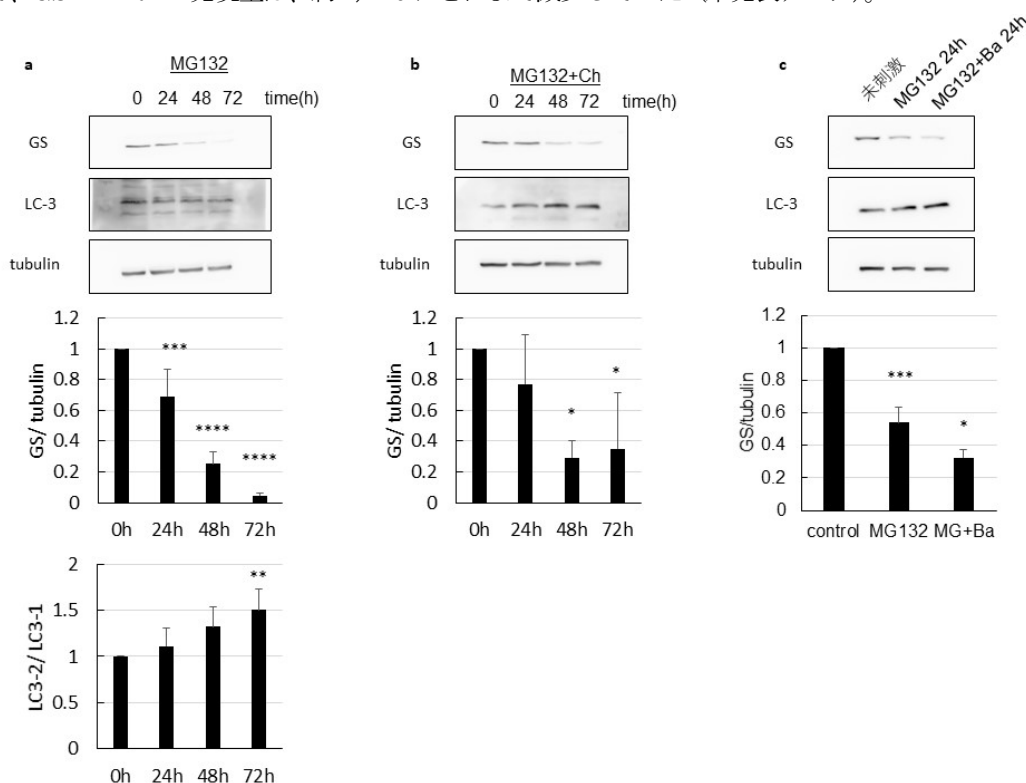 a
MG132
0 24 48 72 time(h)
GS
LC-3
tubulin
1.2
1
0.8
0.6
0.4
0.2
0
GS/ tubulin
***
****
****
0h 24h 48h 72h
2
1.5
1
0.5
0
LC3-2/ LC3-1
**
0h 24h 48h 72h
b
MG132+Ch
0 24 48 72 time(h)
GS
LC-3
tubulin
1.2
1
0.8
0.6
0.4
0.2
0
GS/ tubulin
*
*
0h 24h 48h 72h
c
未刺激 MG132 24h MG132+Ba 24h
GS
LC-3
tubulin
1.2
1
0.8
0.6
0.4
0.2
0
GS/tubulin
***
*
control MG132 MG+Ba